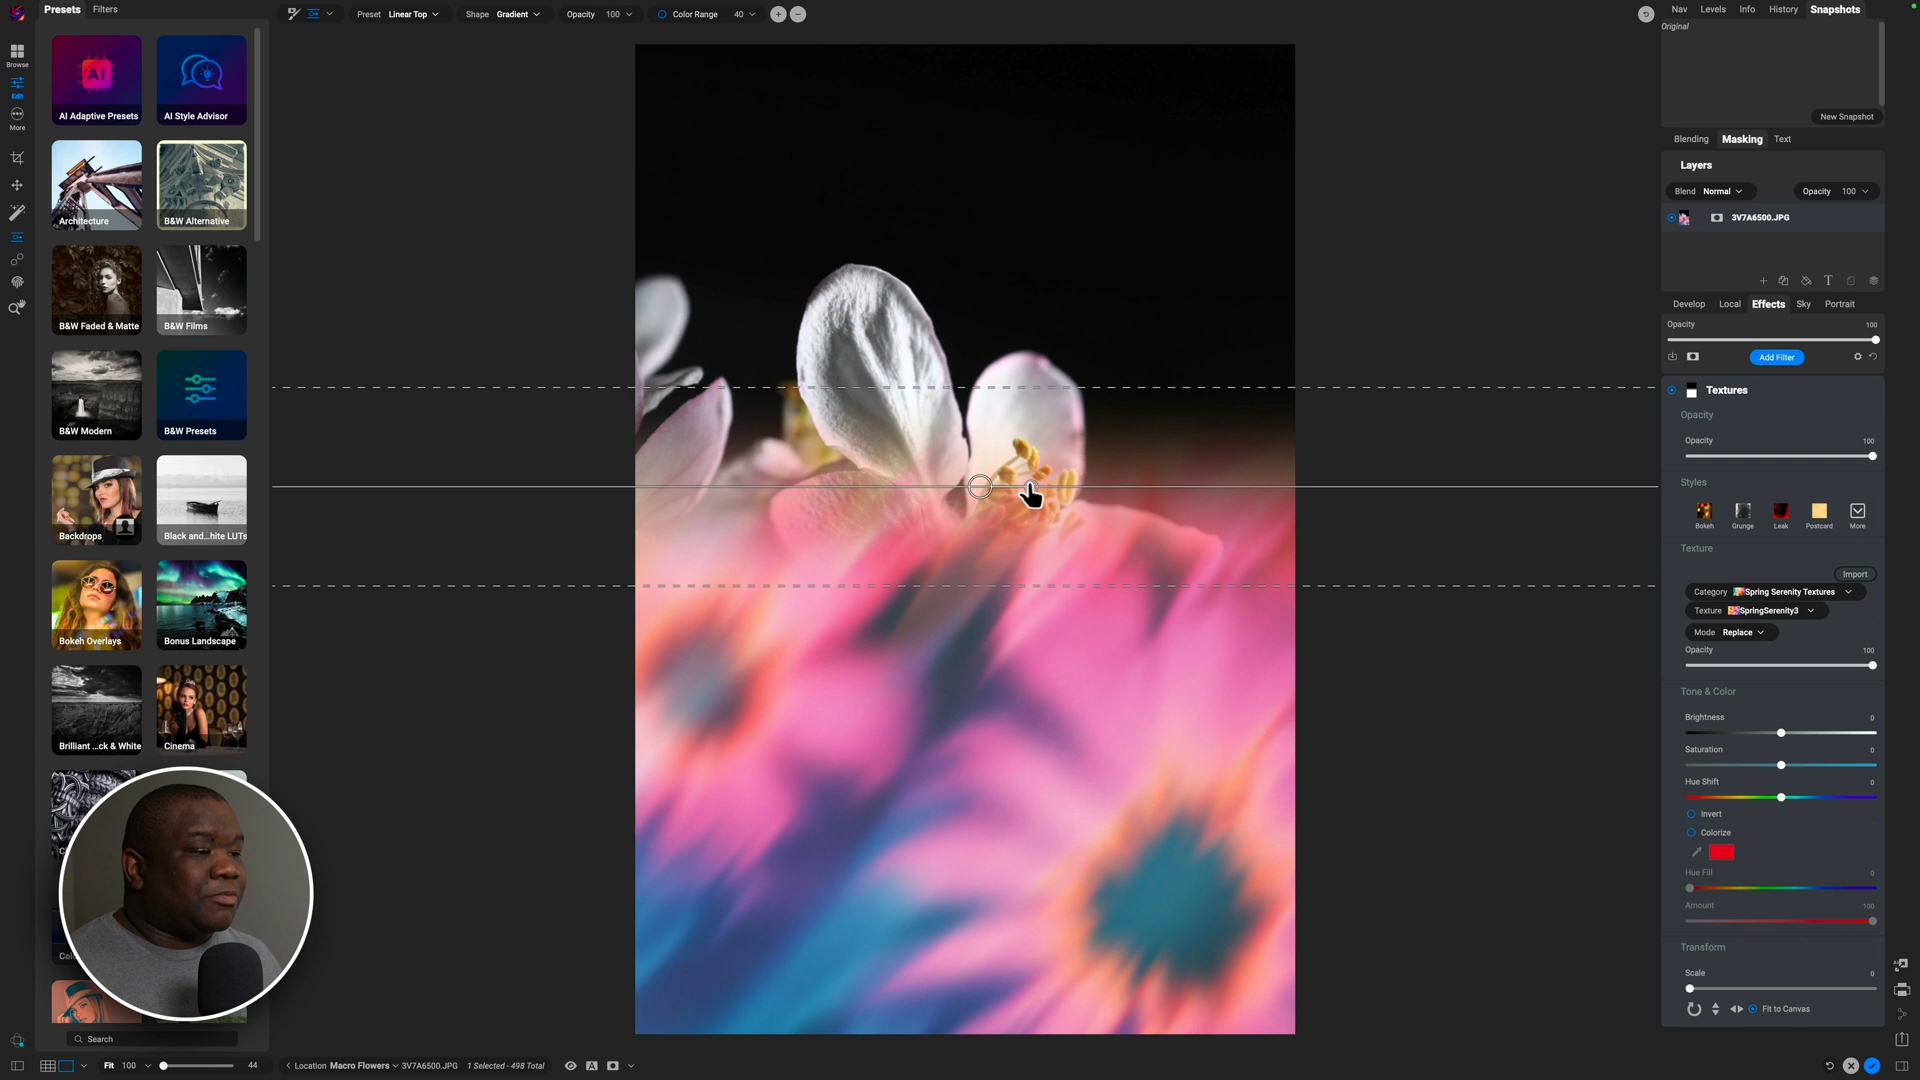 Presets Filters
Preset Linear Top Shape Gradient Opacity 100 Color Range 40
Nav Levels Info History Snapshots
Original
Browse
Edit
More
AI
AI Adaptive Presets
AI Style Advisor
Architecture
B&W Alternative
B&W Faded & Matte
B&W Films
B&W Modern
B&W Presets
Backdrops
Black and...hite LUTs
Bokeh Overlays
Bonus Landscape
Brilliant ...ck & White
Cinema
Search
New Snapshot
Blending Masking Text
Layers
Blend Normal Opacity 100
3V7A6500.JPG
Develop Local Effects Sky Portrait
Opacity 100
Add Filter
Textures
Opacity
Opacity 100
Styles
Bokeh Grunge Leak Postcard More
Texture
Import
Category Spring Serenity Textures
Texture SpringSerenity3
Mode Replace
Opacity 100
Tone & Color
Brightness 0
Saturation 0
Hue Shift 0
Invert
Colorize
Hue Fill 0
Amount 100
Transform
Scale 0
Fit to Canvas
Fit 100 44
Location Macro Flowers 3V7A6500.JPG 1 Selected - 498 Total
A